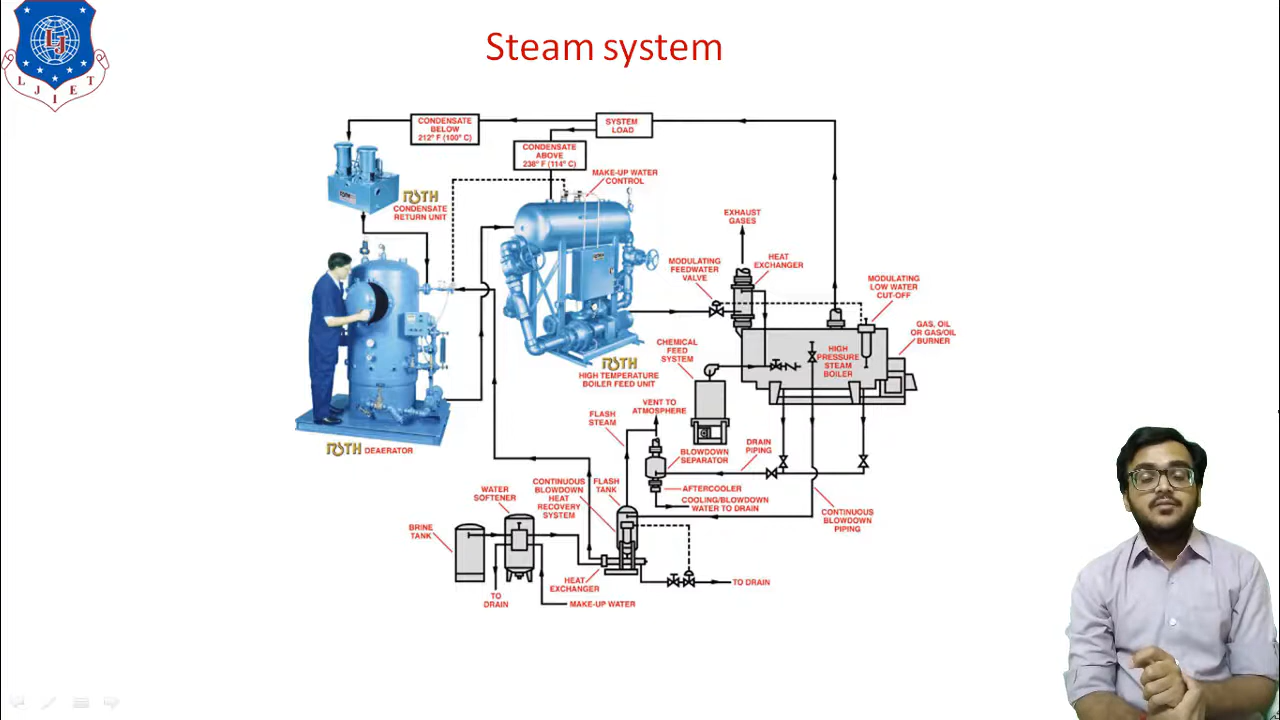 Steam system
LJ
L J I E T
CONDENSATE
BELOW
212° F (100° C)
SYSTEM
LOAD
CONDENSATE
ABOVE
238° F (114° C)
MAKE-UP WATER
CONTROL
ROTH
CONDENSATE
RETURN UNIT
EXHAUST
GASES
HEAT
EXCHANGER
MODULATING
FEEDWATER
VALVE
MODULATING
LOW WATER
CUT-OFF
GAS, OIL
OR GAS/OIL
BURNER
HIGH
PRESSURE
STEAM
BOILER
CHEMICAL
FEED
SYSTEM
ROTH
HIGH TEMPERATURE
BOILER FEED UNIT
VENT TO
ATMOSPHERE
FLASH
STEAM
ROTH DEAERATOR
BLOWDOWN
SEPARATOR
DRAIN
PIPING
AFTERCOOLER
COOLING/BLOWDOWN
WATER TO DRAIN
CONTINUOUS
BLOWDOWN
PIPING
CONTINUOUS
BLOWDOWN
HEAT
RECOVERY
SYSTEM
FLASH
TANK
WATER
SOFTENER
BRINE
TANK
HEAT
EXCHANGER
TO DRAIN
TO
DRAIN
MAKE-UP WATER